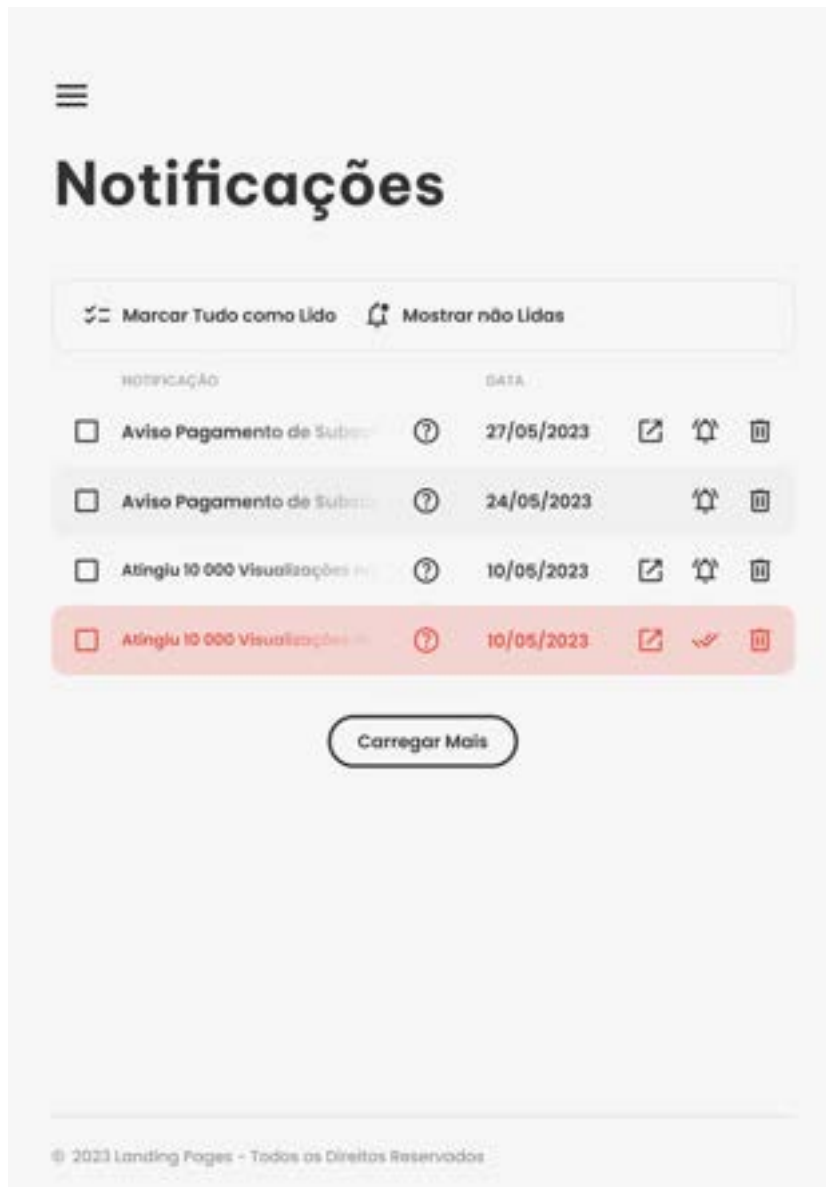 Notificações
Marcar Tudo como Lido Mostrar não Lidas
NOTIFICAÇÃO DATA
Aviso Pagamento de 27/05/2023
Aviso Pagamento de 24/05/2023
Atingiu 10 000 Visualizações 10/05/2023
Atingiu 10 000 Visualizações 10/05/2023
Carregar Mais
© 2023 Landing Pages - Todos os Direitos Reservados